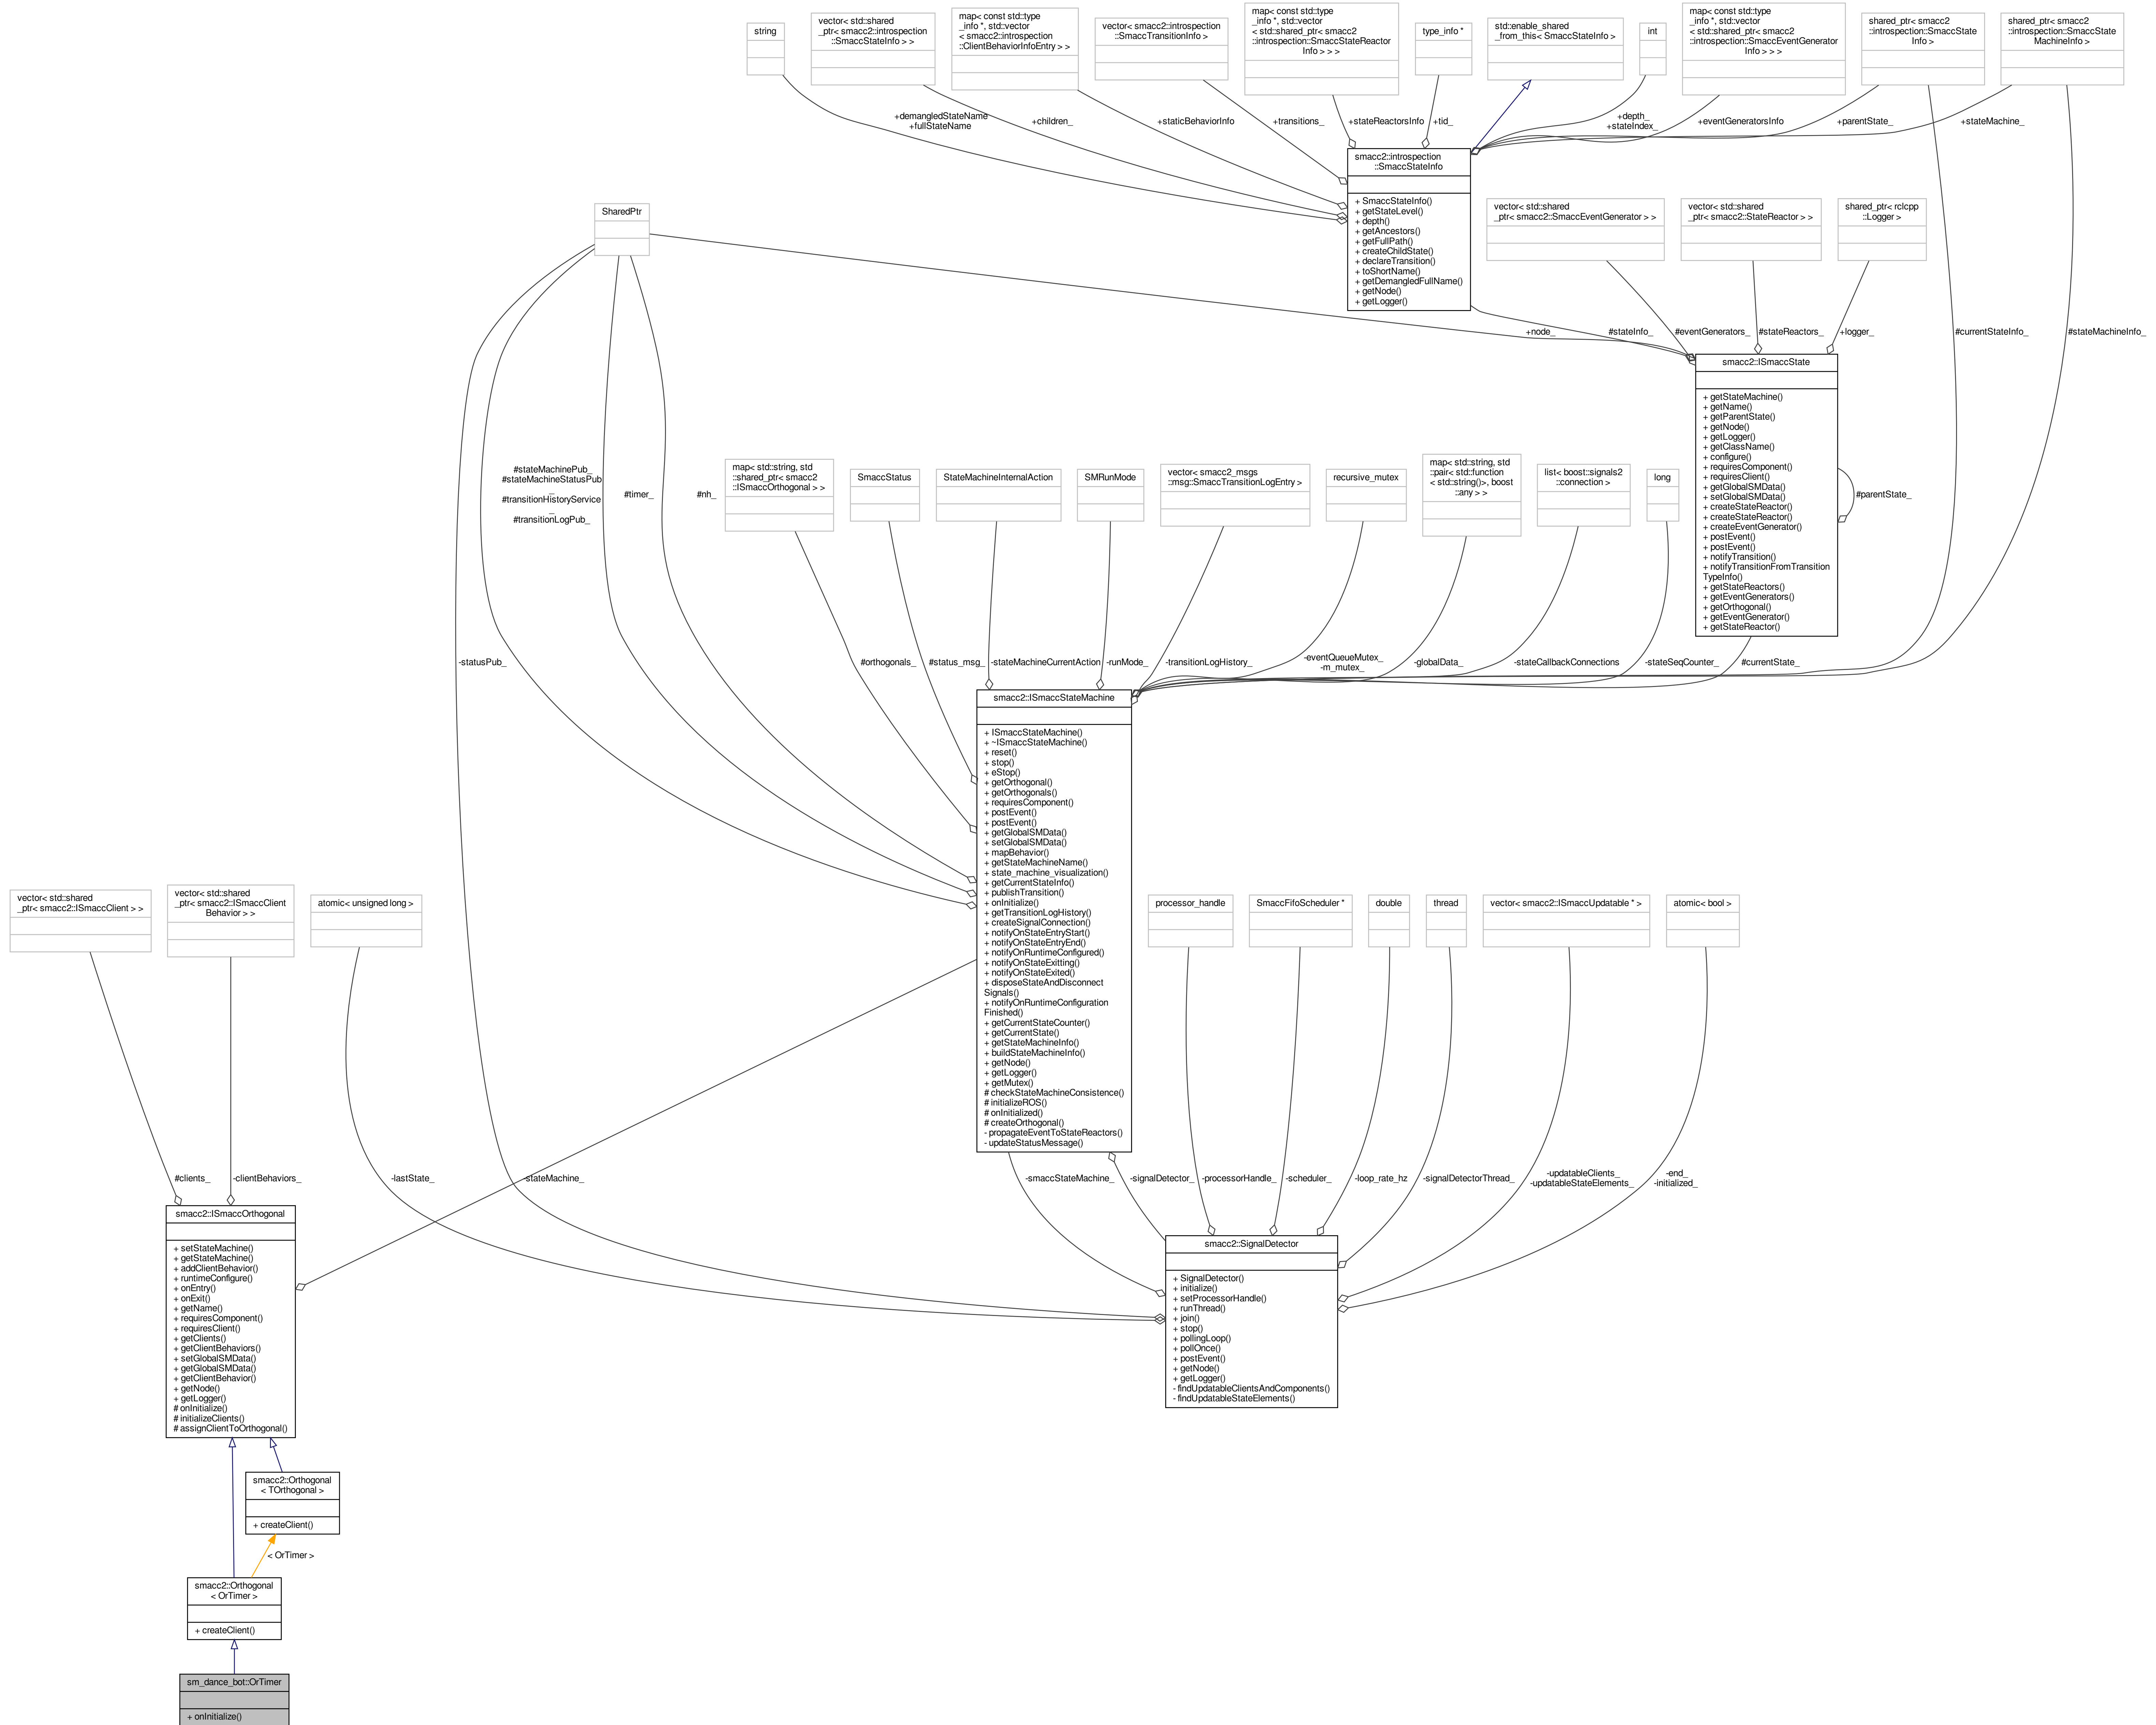 string
vector< std::shared
_ptr< smacc2::introspection
::SmaccStateInfo > >
map< const std::type
_info *, std::vector
< smacc2::introspection
::ClientBehaviorInfoEntry > >
vector< smacc2::introspection
::SmaccTransitionInfo >
map< const std::type
_info *, std::vector
< std::shared_ptr< smacc2
::introspection::SmaccStateReactor
Info > > >
type_info *
std::enable_shared
_from_this< SmaccStateInfo >
int
map< const std::type
_info *, std::vector
< std::shared_ptr< smacc2
::introspection::SmaccEventGenerator
Info > > >
shared_ptr< smacc2
::introspection::SmaccState
Info >
shared_ptr< smacc2
::introspection::SmaccState
MachineInfo >
+demangledStateName
+fullStateName
+children_
+staticBehaviorInfo
+transitions_
+stateReactorsInfo
+tid_
+depth_
+stateIndex_
+eventGeneratorsInfo
+parentState_
+stateMachine_
smacc2::introspection
::SmaccStateInfo
+ SmaccStateInfo()
+ getStateLevel()
+ depth()
+ getAncestors()
+ getFullPath()
+ createChildState()
+ declareTransition()
+ toShortName()
+ getDemangledFullName()
+ getNode()
+ getLogger()
SharedPtr
vector< std::shared
_ptr< smacc2::SmaccEventGenerator > >
vector< std::shared
_ptr< smacc2::StateReactor > >
shared_ptr< rclcpp
::Logger >
+node_
#stateInfo_
#eventGenerators_
#stateReactors_
+logger_
#currentStateInfo_
#stateMachineInfo_
smacc2::ISmaccState
+ getStateMachine()
+ getName()
+ getParentState()
+ getNode()
+ getLogger()
+ getClassName()
+ configure()
+ requiresComponent()
+ requiresClient()
+ getGlobalSMData()
+ setGlobalSMData()
+ createStateReactor()
+ createStateReactor()
+ createEventGenerator()
+ postEvent()
+ postEvent()
+ notifyTransition()
+ notifyTransitionFromTransition
TypeInfo()
+ getStateReactors()
+ getEventGenerators()
+ getOrthogonal()
+ getEventGenerator()
+ getStateReactor()
#parentState_
#stateMachinePub_
#stateMachineStatusPub
_
#transitionHistoryService
_
#transitionLogPub_
#timer_
#nh_
map< std::string, std
::shared_ptr< smacc2
::ISmaccOrthogonal > >
SmaccStatus
StateMachineInternalAction
SMRunMode
vector< smacc2_msgs
::msg::SmaccTransitionLogEntry >
recursive_mutex
map< std::string, std
::pair< std::function
< std::string()>, boost
::any > >
list< boost::signals2
::connection >
long
-statusPub_
#orthogonals_
#status_msg_
-stateMachineCurrentAction
-runMode_
-transitionLogHistory_
-eventQueueMutex_
-m_mutex_
-globalData_
-stateCallbackConnections
-stateSeqCounter_
#currentState_
smacc2::ISmaccStateMachine
+ ISmaccStateMachine()
+ ~ISmaccStateMachine()
+ reset()
+ stop()
+ eStop()
+ getOrthogonal()
+ getOrthogonals()
+ requiresComponent()
+ postEvent()
+ postEvent()
+ getGlobalSMData()
+ setGlobalSMData()
+ mapBehavior()
+ getStateMachineName()
+ state_machine_visualization()
+ getCurrentStateInfo()
+ publishTransition()
+ onInitialize()
+ getTransitionLogHistory()
+ createSignalConnection()
+ notifyOnStateEntryStart()
+ notifyOnStateEntryEnd()
+ notifyOnRuntimeConfigured()
+ notifyOnStateExitting()
+ notifyOnStateExited()
+ disposeStateAndDisconnect
Signals()
+ notifyOnRuntimeConfiguration
Finished()
+ getCurrentStateCounter()
+ getCurrentState()
+ getStateMachineInfo()
+ buildStateMachineInfo()
+ getNode()
+ getLogger()
+ getMutex()
# checkStateMachineConsistence()
# initializeROS()
# onInitialized()
# createOrthogonal()
- propagateEventToStateReactors()
- updateStatusMessage()
vector< std::shared
_ptr< smacc2::ISmaccClient > >
vector< std::shared
_ptr< smacc2::ISmaccClient
Behavior > >
atomic< unsigned long >
processor_handle
SmaccFifoScheduler *
double
thread
vector< smacc2::ISmaccUpdatable * >
atomic< bool >
#clients_
-clientBehaviors_
-lastState_
-stateMachine_
-smaccStateMachine_
-signalDetector_
-processorHandle_
-scheduler_
-loop_rate_hz
-signalDetectorThread_
-updatableClients_
-updatableStateElements_
-end_
-initialized_
smacc2::ISmaccOrthogonal
+ setStateMachine()
+ getStateMachine()
+ addClientBehavior()
+ runtimeConfigure()
+ onEntry()
+ onExit()
+ getName()
+ requiresComponent()
+ requiresClient()
+ getClients()
+ getClientBehaviors()
+ setGlobalSMData()
+ getGlobalSMData()
+ getClientBehavior()
+ getNode()
+ getLogger()
# onInitialize()
# initializeClients()
# assignClientToOrthogonal()
smacc2::SignalDetector
+ SignalDetector()
+ initialize()
+ setProcessorHandle()
+ runThread()
+ join()
+ stop()
+ pollingLoop()
+ pollOnce()
+ postEvent()
+ getNode()
+ getLogger()
- findUpdatableClientsAndComponents()
- findUpdatableStateElements()
smacc2::Orthogonal
< TOrthogonal >
+ createClient()
< OrTimer >
smacc2::Orthogonal
< OrTimer >
+ createClient()
sm_dance_bot::OrTimer
+ onInitialize()